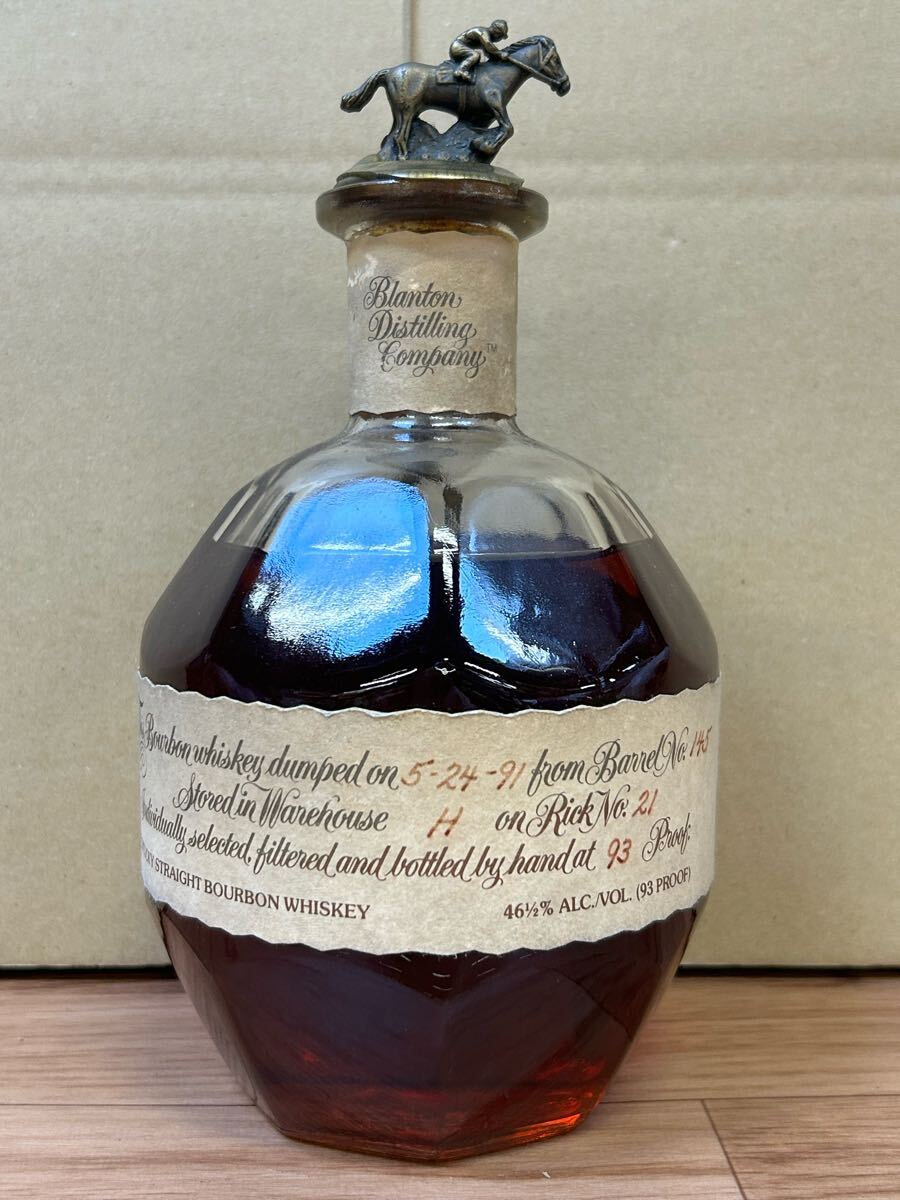 Blanton
Distilling
Company™
Bourbon whiskey dumped on 5-24-91 from Barrel No. 145
Stored in Warehouse H on Rick No. 21
Individually selected, filtered and bottled by hand at 93 Proof.
STRAIGHT BOURBON WHISKEY 46½% ALC./VOL. (93 PROOF)